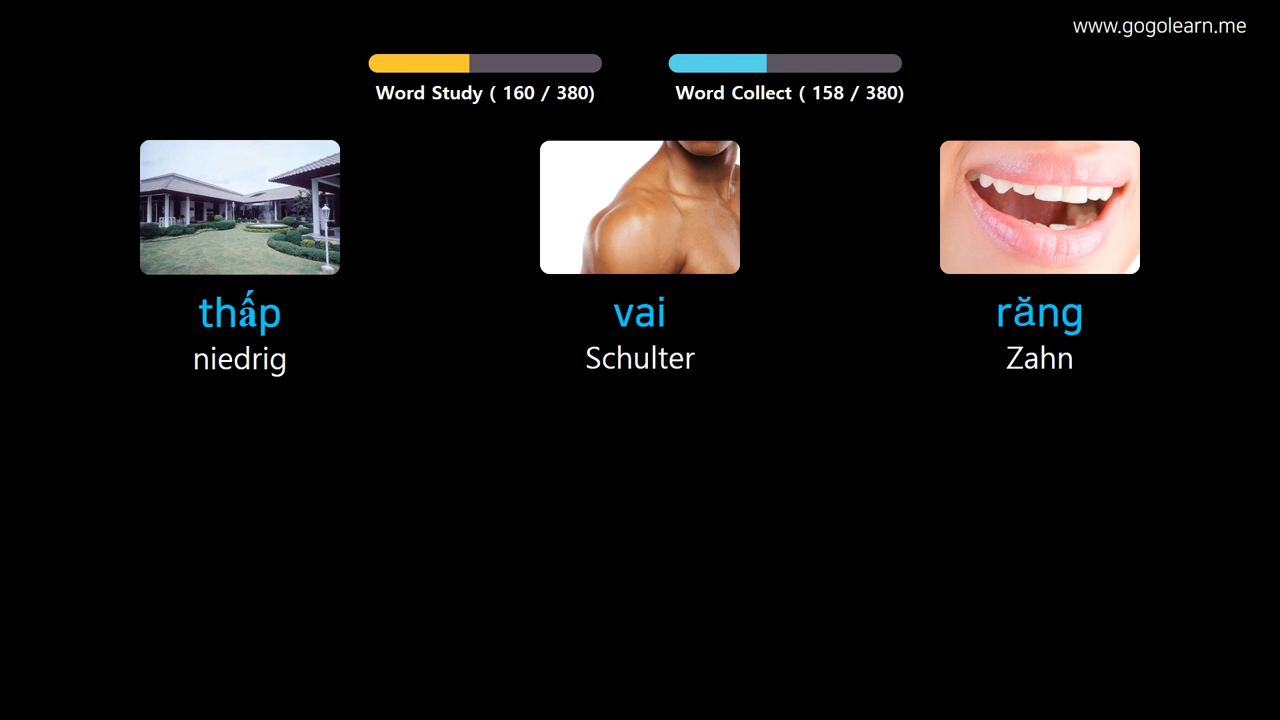 www.gogolearn.me
Word Study ( 160 / 380)
Word Collect ( 158 / 380)
thấp
niedrig
vai
Schulter
răng
Zahn